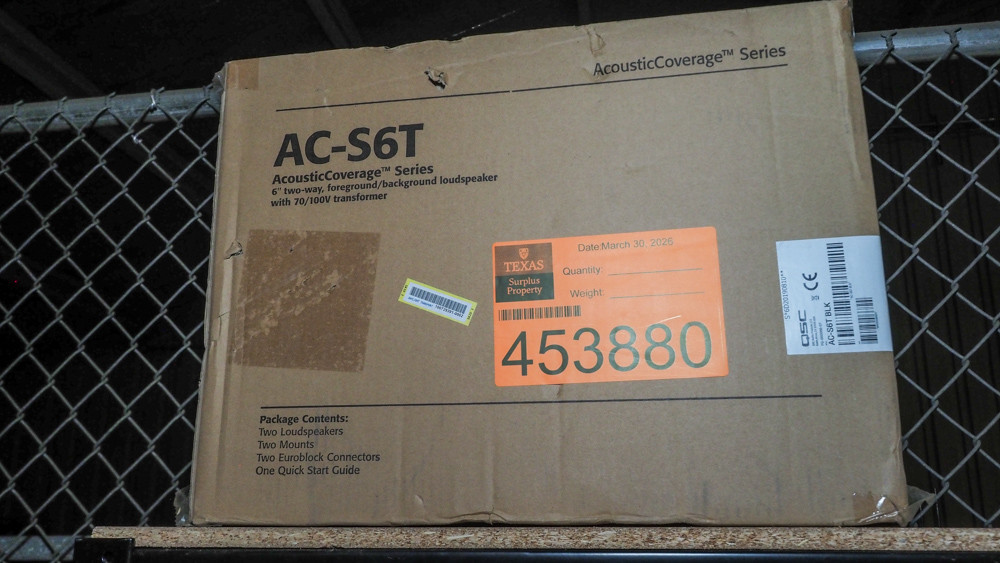 AcousticCoverage™ Series
AC-S6T
AcousticCoverage™ Series
6" two-way, foreground/background loudspeaker
with 70/100V transformer
TEXAS
Surplus
Property
Date:March 30, 2026
Quantity:
Weight:
453880
QSC
AC-S6T BLK
CE
Package Contents:
Two Loudspeakers
Two Mounts
Two Euroblock Connectors
One Quick Start Guide